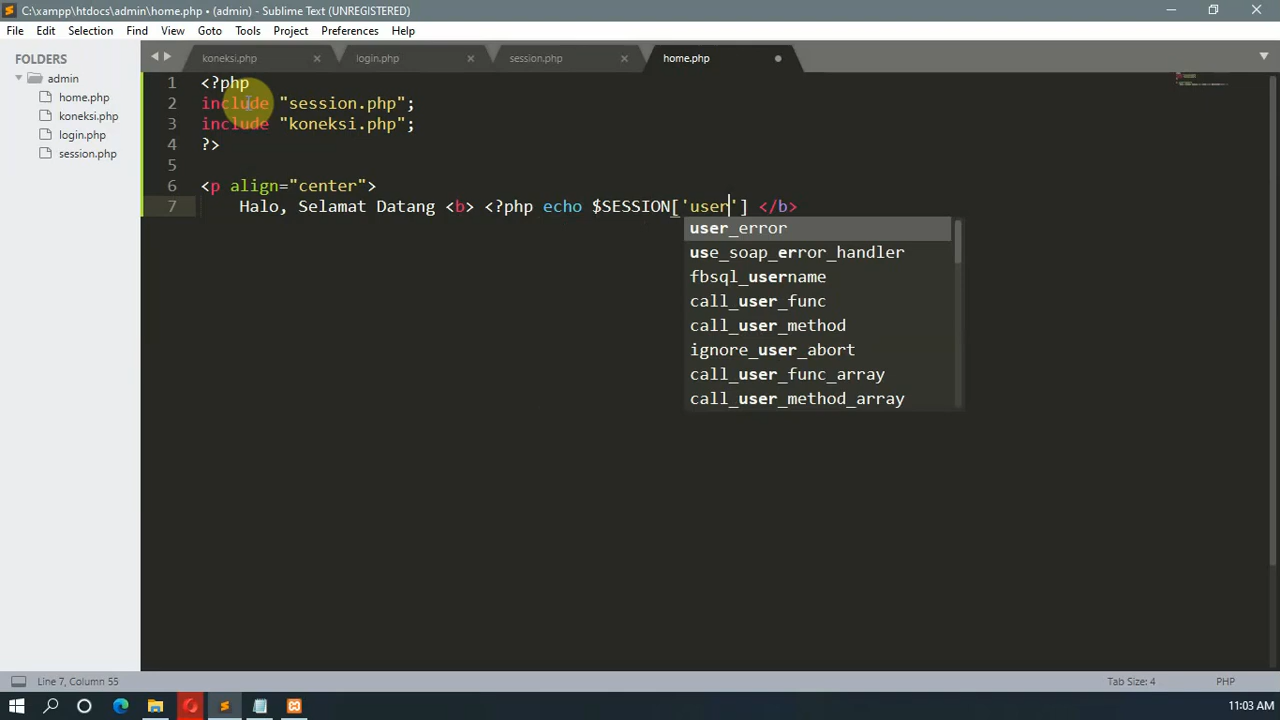 C:\xampp\htdocs\admin\home.php • (admin) - Sublime Text (UNREGISTERED)
File Edit Selection Find View Goto Tools Project Preferences Help
FOLDERS
admin
home.php
koneksi.php
login.php
session.php
koneksi.php × login.php × session.php × home.php
1 <?php
2 include "session.php";
3 include "koneksi.php";
4 ?>
5
6 <p align="center">
7 Halo, Selamat Datang <b> <?php echo $SESSION['user'] </b>
user_error
use_soap_error_handler
fbsql_username
call_user_func
call_user_method
ignore_user_abort
call_user_func_array
call_user_method_array
Line 7, Column 55 Tab Size: 4 PHP
11:03 AM